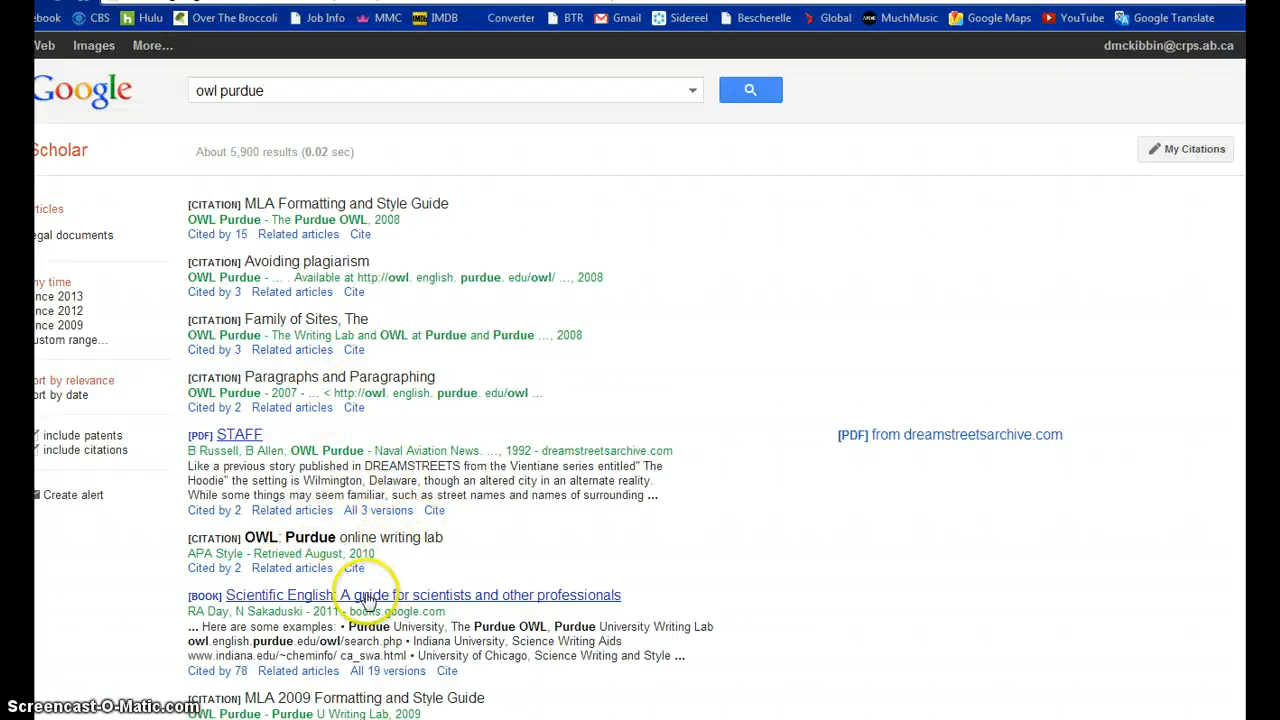 ebook CBS Hulu Over The Broccoli Job Info MMC IMDB Converter BTR Gmail Sidereel Bescherelle Global MuchMusic Google Maps YouTube Google Translate
Web Images More... dmckibbin@crps.ab.ca
Google owl purdue
Scholar About 5,900 results (0.02 sec) My Citations
rticles
egal documents
ny time
nce 2013
nce 2012
nce 2009
ustom range...
ort by relevance
ort by date
include patents
include citations
Create alert
[CITATION] MLA Formatting and Style Guide
OWL Purdue - The Purdue OWL, 2008
Cited by 15 Related articles Cite
[CITATION] Avoiding plagiarism
OWL Purdue - ... . Available at http://owl. english. purdue. edu/owl/ ..., 2008
Cited by 3 Related articles Cite
[CITATION] Family of Sites, The
OWL Purdue - The Writing Lab and OWL at Purdue and Purdue ..., 2008
Cited by 3 Related articles Cite
[CITATION] Paragraphs and Paragraphing
OWL Purdue - 2007 - ... < http://owl. english. purdue. edu/owl ...
Cited by 2 Related articles Cite
[PDF] STAFF [PDF] from dreamstreetsarchive.com
B Russell, B Allen, OWL Purdue - Naval Aviation News. ..., 1992 - dreamstreetsarchive.com
Like a previous story published in DREAMSTREETS from the Vientiane series entitled" The
Hoodie" the setting is Wilmington, Delaware, though an altered city in an alternate reality.
While some things may seem familiar, such as street names and names of surrounding ...
Cited by 2 Related articles All 3 versions Cite
[CITATION] OWL: Purdue online writing lab
APA Style - Retrieved August, 2010
Cited by 2 Related articles Cite
[BOOK] Scientific English: A guide for scientists and other professionals
RA Day, N Sakaduski - 2011 - books.google.com
... Here are some examples: • Purdue University, The Purdue OWL, Purdue University Writing Lab
owl.english.purdue.edu/owl/search.php • Indiana University, Science Writing Aids
www.indiana.edu/~cheminfo/ ca_swa.html • University of Chicago, Science Writing and Style ...
Cited by 78 Related articles All 19 versions Cite
[CITATION] MLA 2009 Formatting and Style Guide
OWL Purdue - Purdue U Writing Lab, 2009
Screencast-O-Matic.com